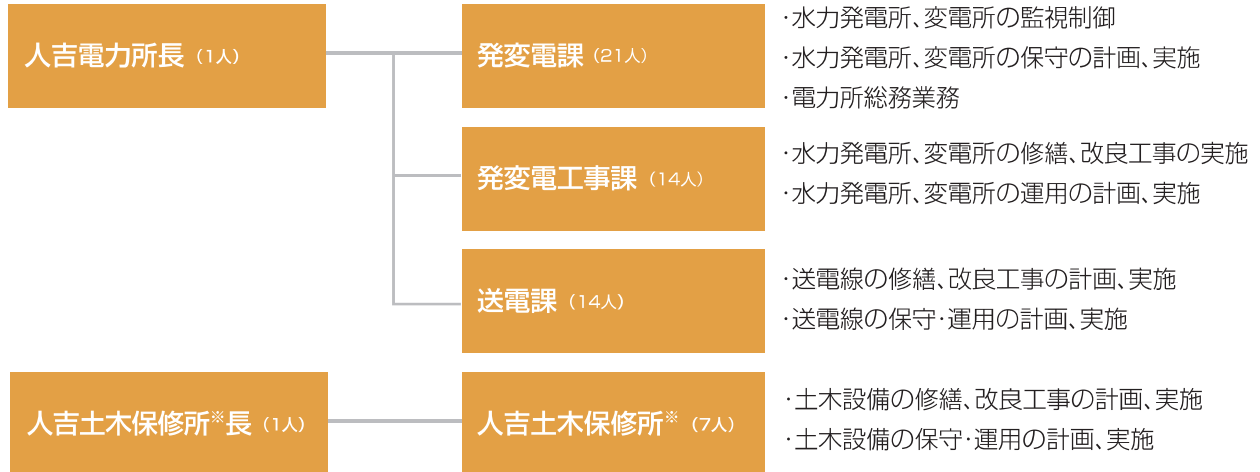 人吉電力所長（1人）
発変電課（21人）
・水力発電所、変電所の監視制御
・水力発電所、変電所の保守の計画、実施
・電力所総務業務
発変電工事課（14人）
・水力発電所、変電所の修繕、改良工事の実施
・水力発電所、変電所の運用の計画、実施
送電課（14人）
・送電線の修繕、改良工事の計画、実施
・送電線の保守・運用の計画、実施
人吉土木保修所※長（1人）
人吉土木保修所※（7人）
・土木設備の修繕、改良工事の計画、実施
・土木設備の保守・運用の計画、実施